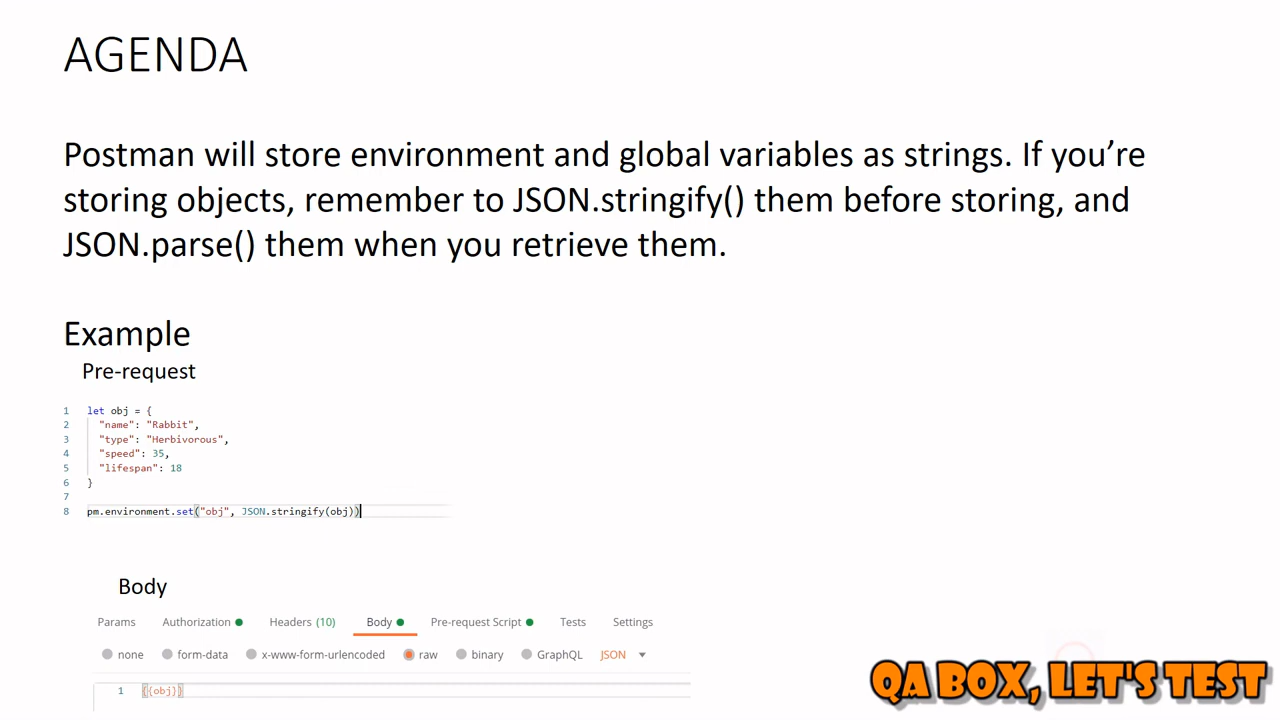 AGENDA
Postman will store environment and global variables as strings. If you’re
storing objects, remember to JSON.stringify() them before storing, and
JSON.parse() them when you retrieve them.
Example
Pre-request
1 let obj = {
2 "name": "Rabbit",
3 "type": "Herbivorous",
4 "speed": 35,
5 "lifespan": 18
6 }
7
8 pm.environment.set("obj", JSON.stringify(obj))
Body
Params Authorization Headers (10) Body Pre-request Script Tests Settings
none form-data x-www-form-urlencoded raw binary GraphQL JSON
1 {{obj}}
QA BOX, LET'S TEST